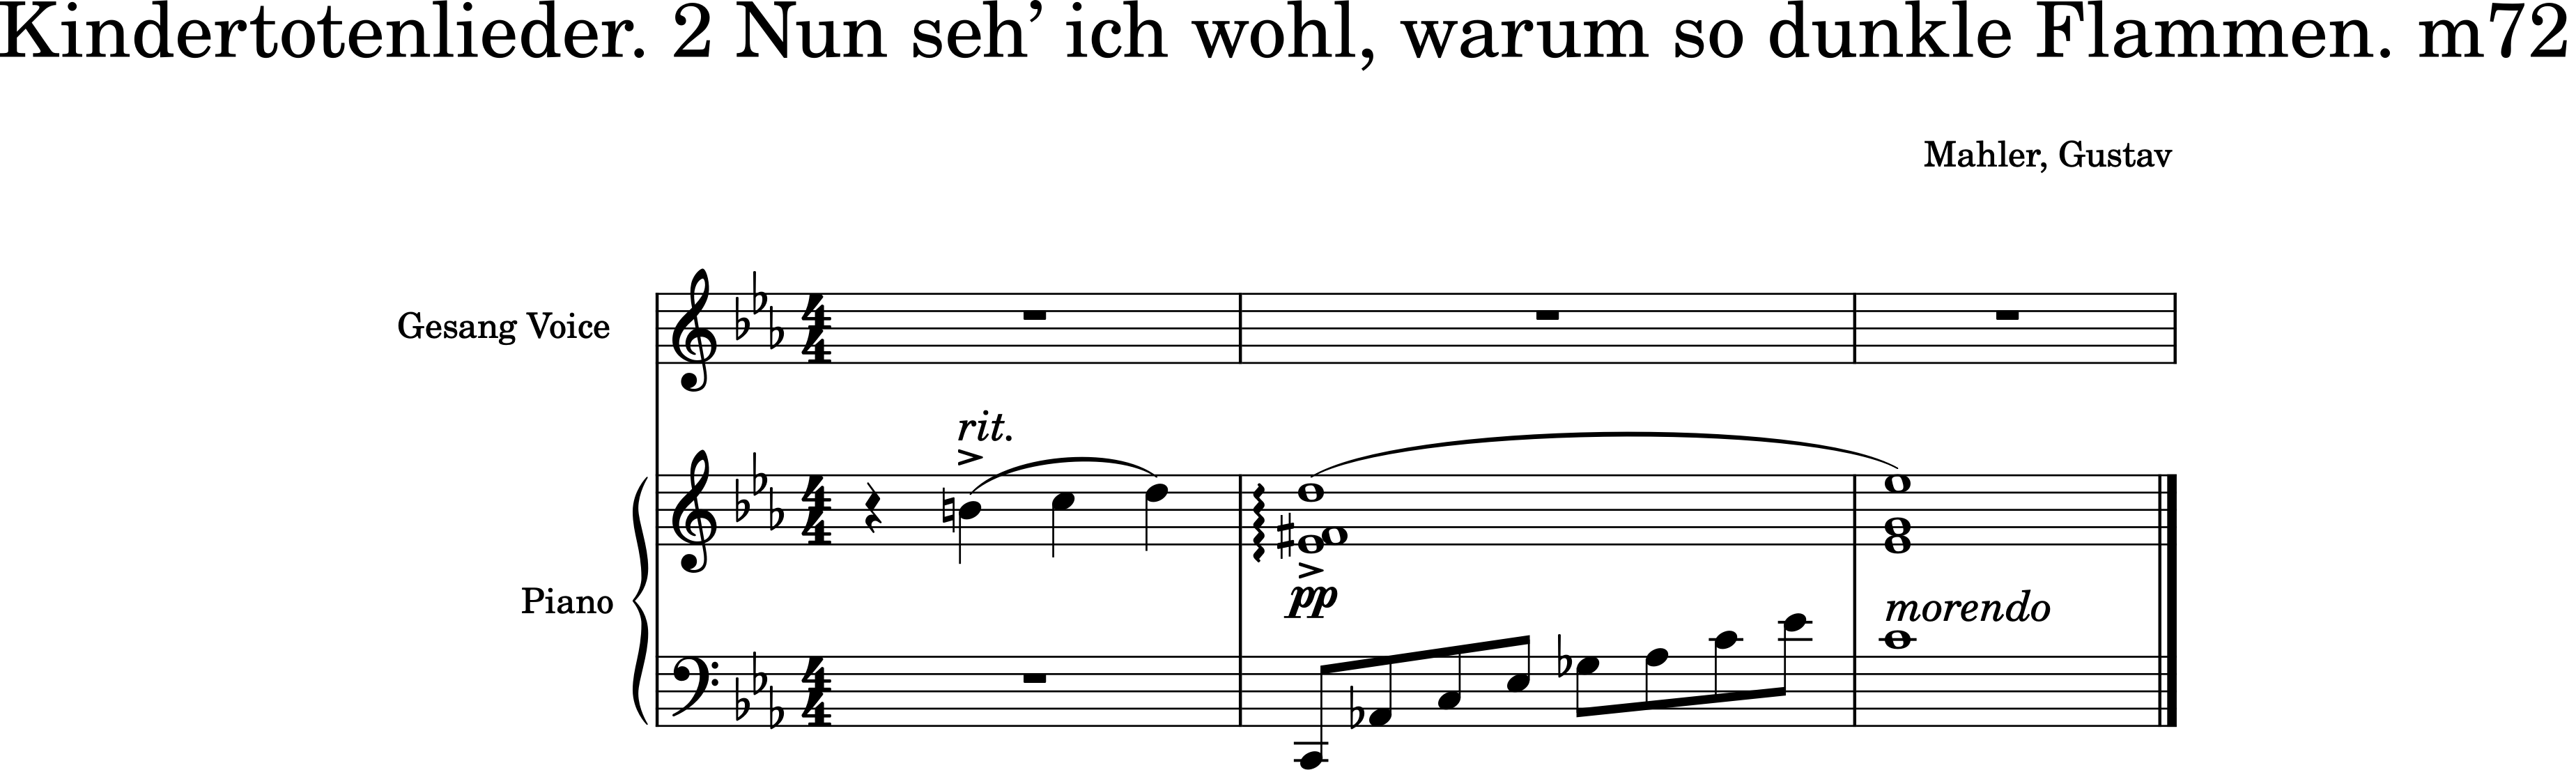 Kindertotenlieder. 2 Nun seh’ ich wohl, warum so dunkle Flammen. m72
Mahler, Gustav
Gesang Voice
rit.
Piano
pp
morendo